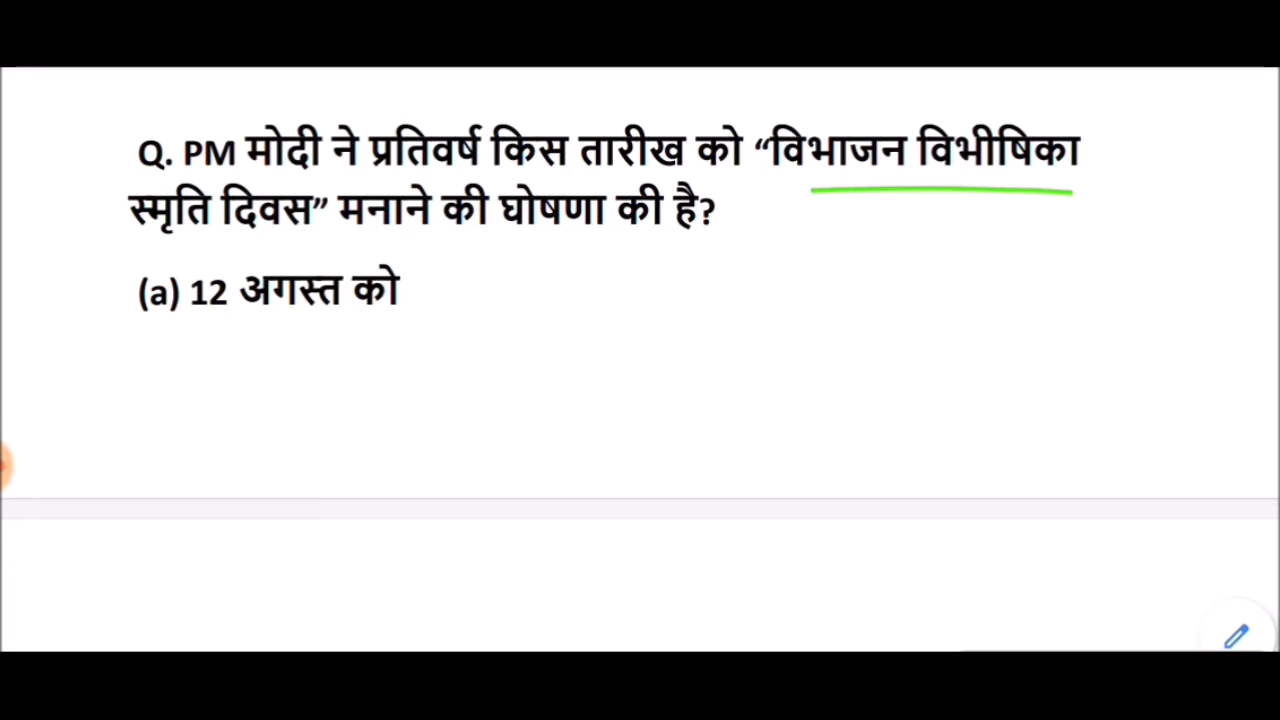 Q. PM मोदी ने प्रतिवर्ष किस तारीख को “विभाजन विभीषिका
स्मृति दिवस” मनाने की घोषणा की है?
(a) 12 अगस्त को